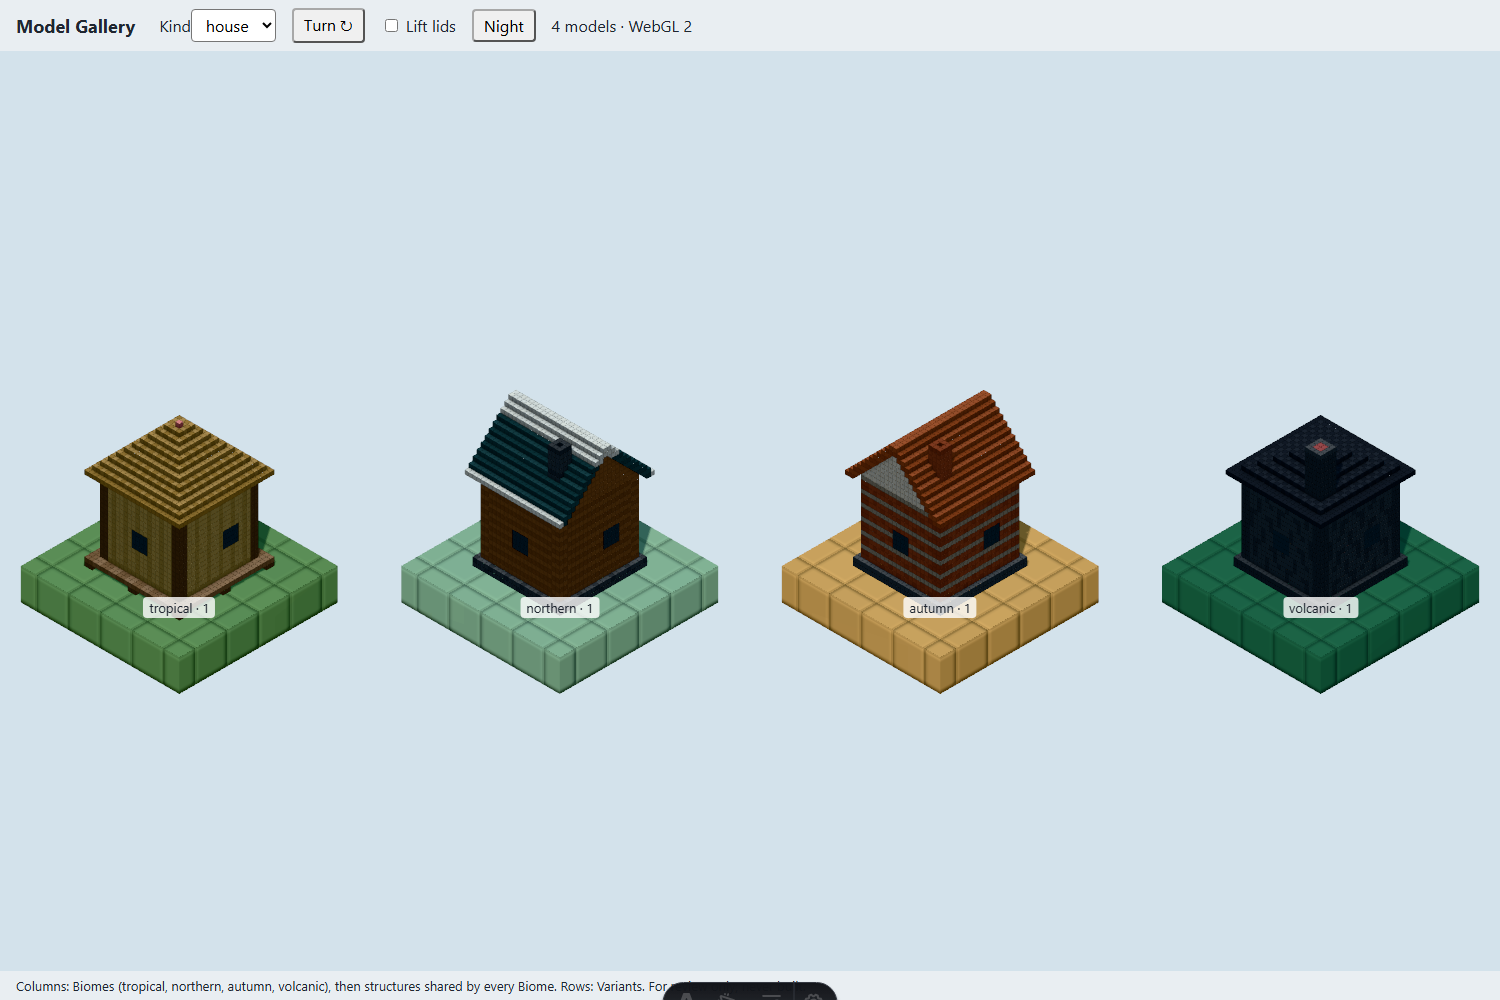 Model Gallery Kind house Turn ↻ Lift lids Night 4 models · WebGL 2
tropical · 1
northern · 1
autumn · 1
volcanic · 1
Columns: Biomes (tropical, northern, autumn, volcanic), then structures shared by every Biome. Rows: Variants. For